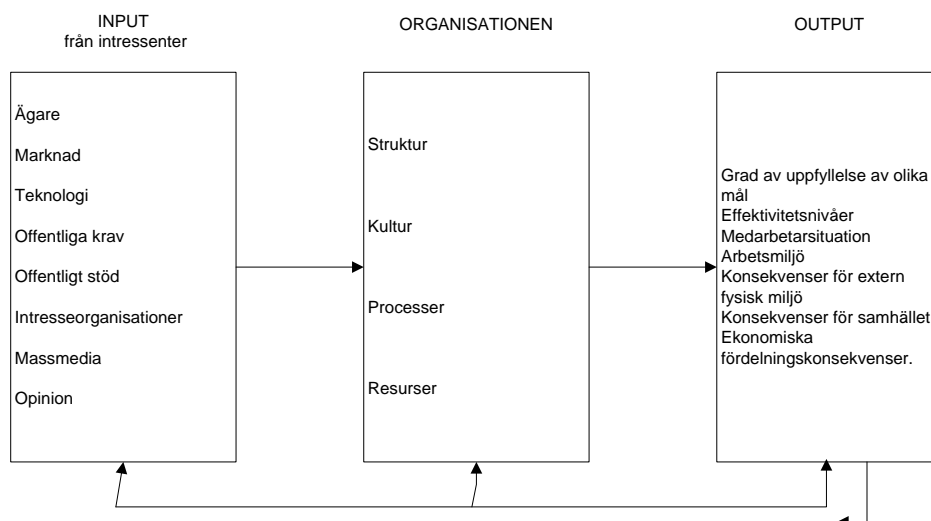 INPUT
från intressenter
Ägare
Marknad
Teknologi
Offentliga krav
Offentligt stöd
Intresseorganisationer
Massmedia
Opinion
ORGANISATIONEN
Struktur
Kultur
Processer
Resurser
OUTPUT
Grad av uppfyllelse av olika
mål
Effektivitetsnivåer
Medarbetarsituation
Arbetsmiljö
Konsekvenser för extern
fysisk miljö
Konsekvenser för samhället
Ekonomiska
fördelningskonsekvenser.